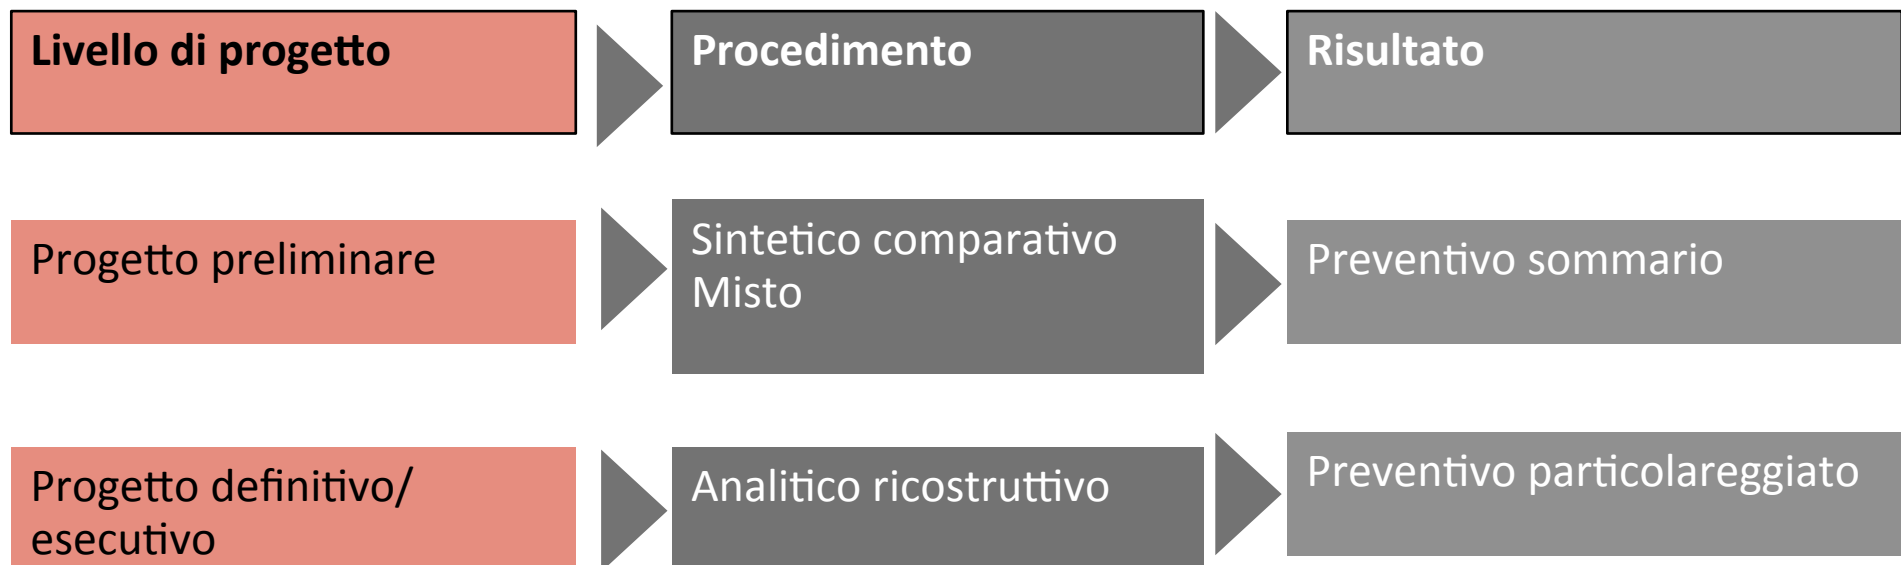 Livello di progetto
Procedimento
Risultato
Progetto preliminare
Sintetico comparativo
Misto
Preventivo sommario
Progetto definitivo/
esecutivo
Analitico ricostruttivo
Preventivo particolareggiato